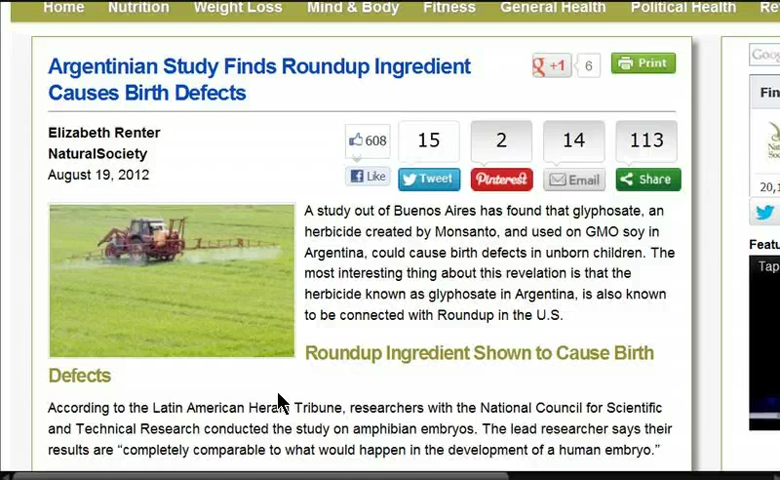 Home Nutrition Weight Loss Mind & Body Fitness General Health Political Health
Argentinian Study Finds Roundup Ingredient
Causes Birth Defects
g +1 6 Print
Elizabeth Renter
NaturalSociety
August 19, 2012
608 15 2 14 113
Like Tweet Pinterest Email Share
A study out of Buenos Aires has found that glyphosate, an
herbicide created by Monsanto, and used on GMO soy in
Argentina, could cause birth defects in unborn children. The
most interesting thing about this revelation is that the
herbicide known as glyphosate in Argentina, is also known
to be connected with Roundup in the U.S.
Roundup Ingredient Shown to Cause Birth
Defects
According to the Latin American Herald Tribune, researchers with the National Council for Scientific
and Technical Research conducted the study on amphibian embryos. The lead researcher says their
results are “completely comparable to what would happen in the development of a human embryo.”
Goo
Fin
20,
Featu
Tap